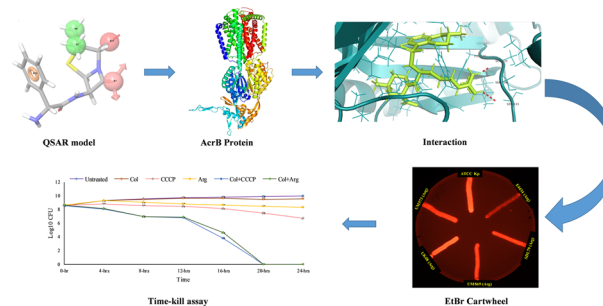 QSAR model
AcrB Protein
Interaction
Untreated Col CCCP Arg Col+CCCP Col+Arg
Log10 CFU
12
10
8
6
4
2
0
0-hr 4-hrs 8-hrs 12-hrs 16-hrs 20-hrs 24-hrs
Time-kill assay
ATCC Kp
EtBr Cartwheel